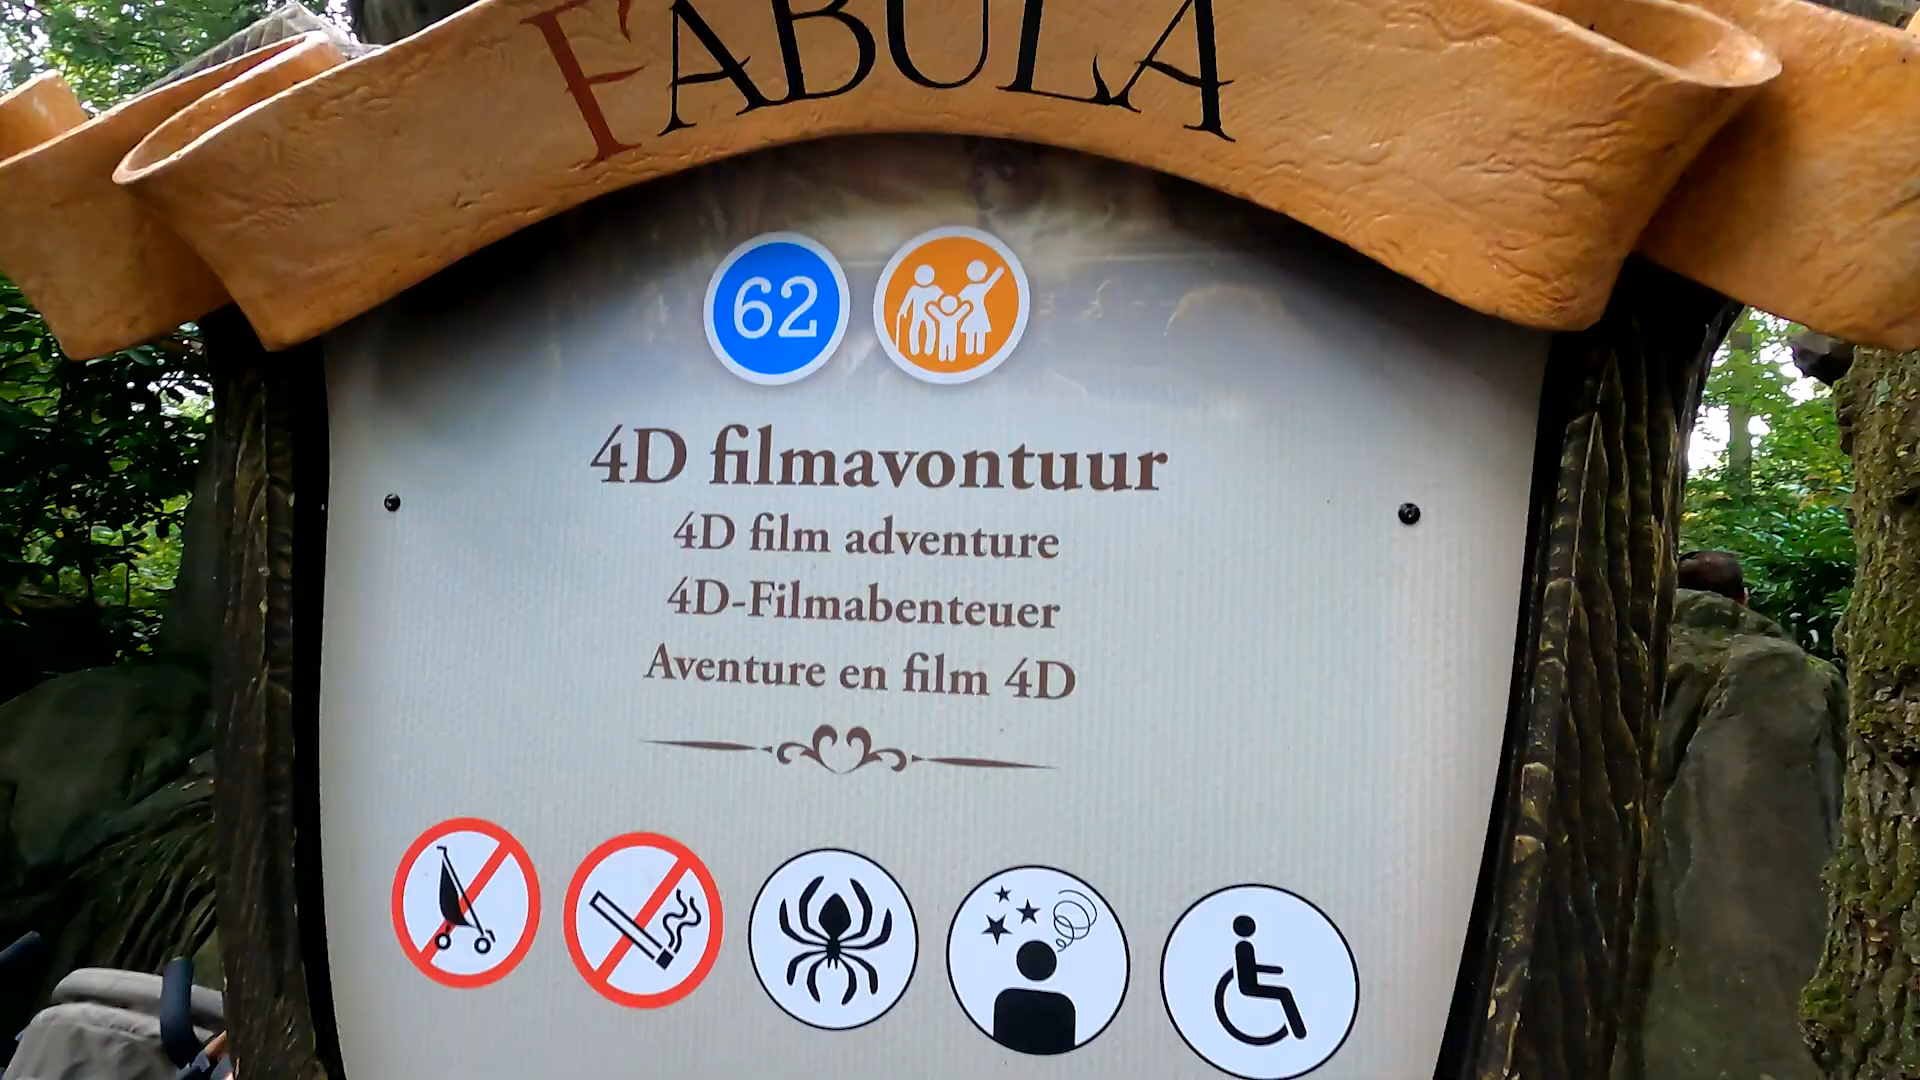 FABULA
62
4D filmavontuur
4D film adventure
4D-Filmabenteuer
Aventure en film 4D